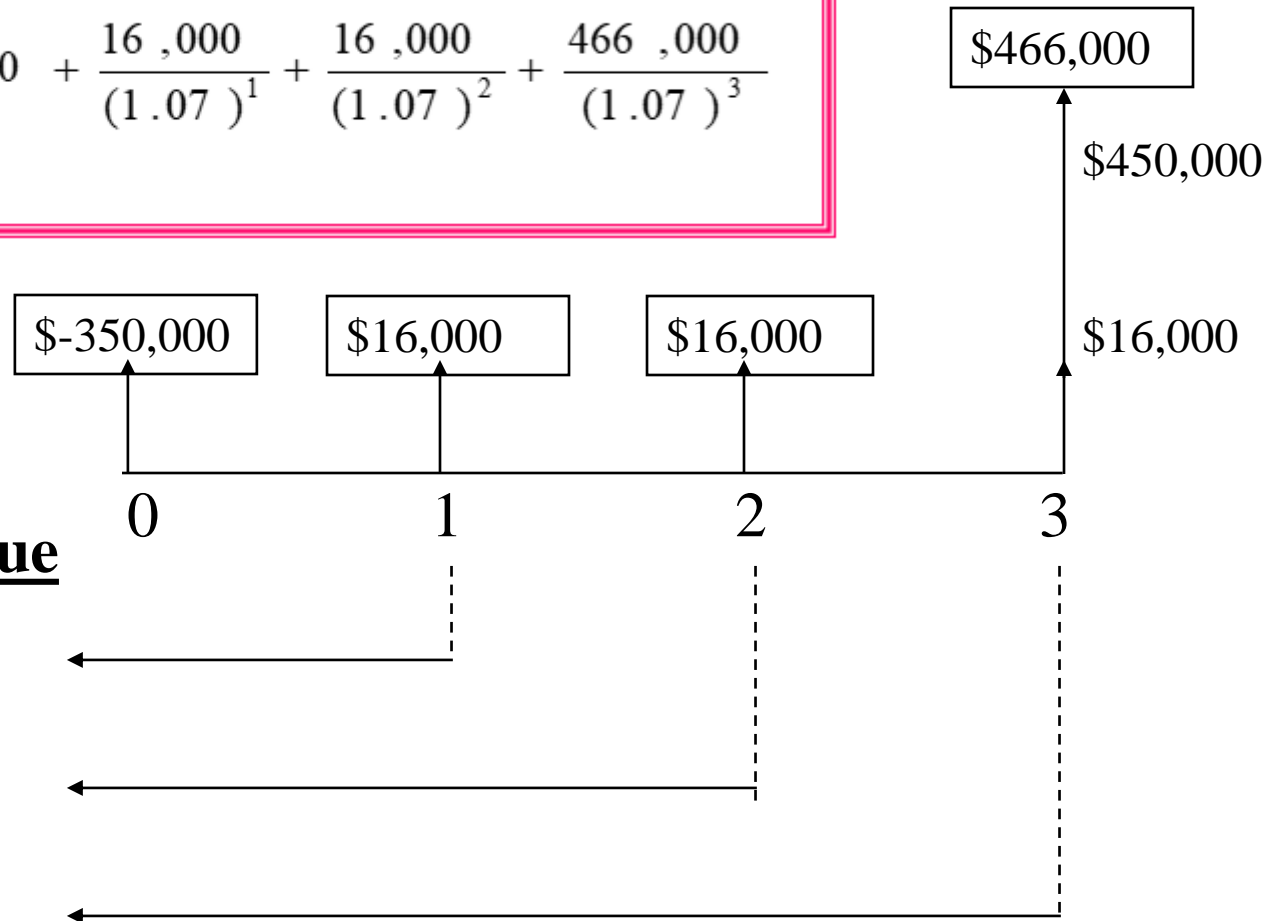 0 + 16 ,000 / (1 .07 )^1 + 16 ,000 / (1 .07 )^2 + 466 ,000 / (1 .07 )^3
$466,000
$450,000
$-350,000 $16,000 $16,000 $16,000
0 1 2 3
ue